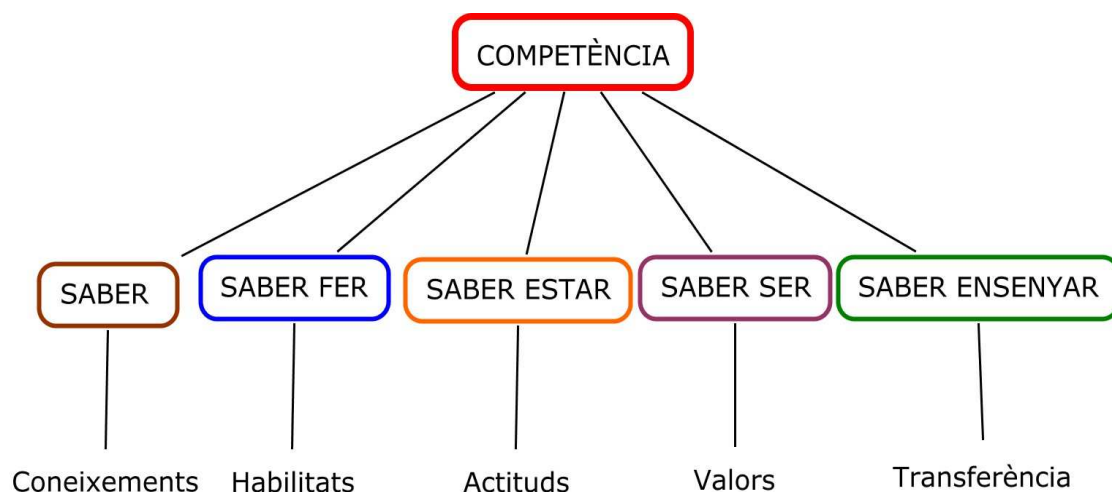 COMPETÈNCIA
SABER
SABER FER
SABER ESTAR
SABER SER
SABER ENSENYAR
Coneixements
Habilitats
Actituds
Valors
Transferència